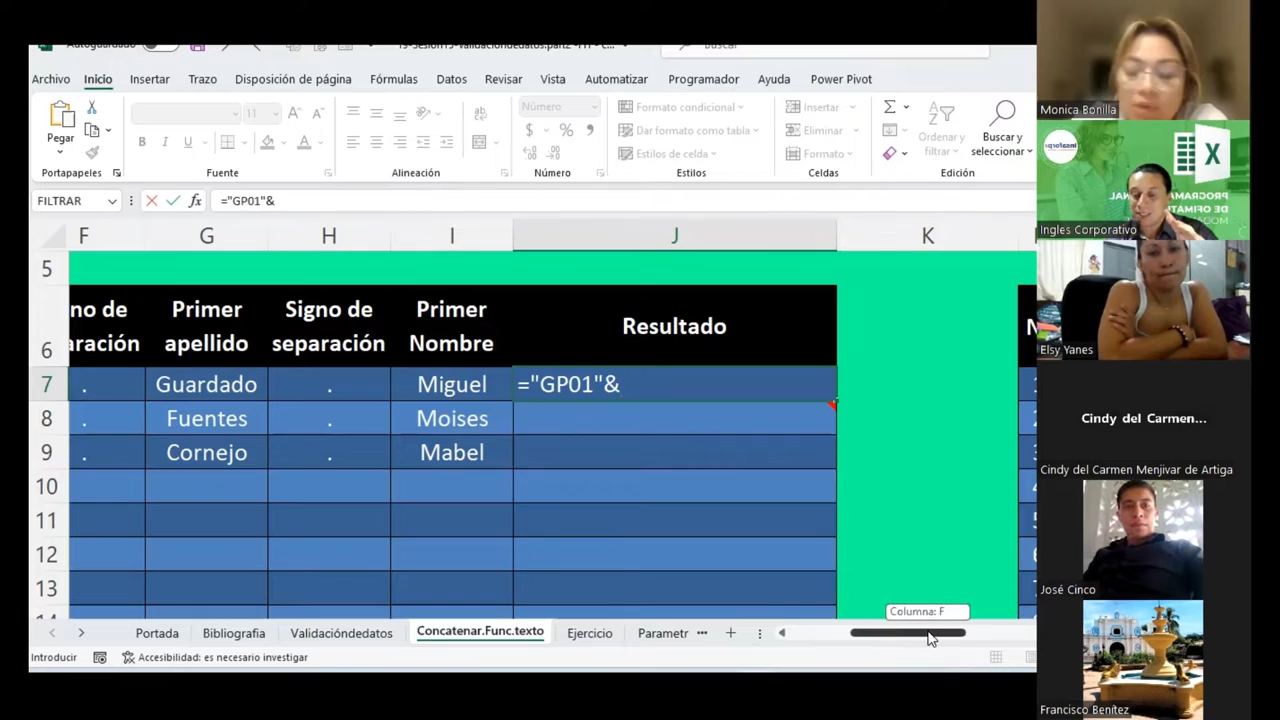 Autoguardado
Buscar
Archivo Inicio Insertar Trazo Disposición de página Fórmulas Datos Revisar Vista Automatizar Programador Ayuda Power Pivot
Pegar
11
N K S
Número
Formato condicional
Dar formato como tabla
Estilos de celda
Insertar
Eliminar
Formato
Ordenar y filtrar
Buscar y seleccionar
Portapapeles Fuente Alineación Número Estilos Celdas Edición
FILTRAR fx ="GP01"&
F G H I J K
5
6 no de aración Primer apellido Signo de separación Primer Nombre Resultado
7 . Guardado . Miguel ="GP01"&
8 . Fuentes . Moises
9 . Cornejo . Mabel
10
11
12
13
14
Columna: F
Portada Bibliografia Validacióndedatos Concatenar.Func.texto Ejercicio Parametr ...
Introducir Accesibilidad: es necesario investigar
Monica Bonilla
Ingles Corporativo
Elsy Yanes
Cindy del Carmen...
Cindy del Carmen Menjivar de Artiga
José Cinco
Francisco Benítez